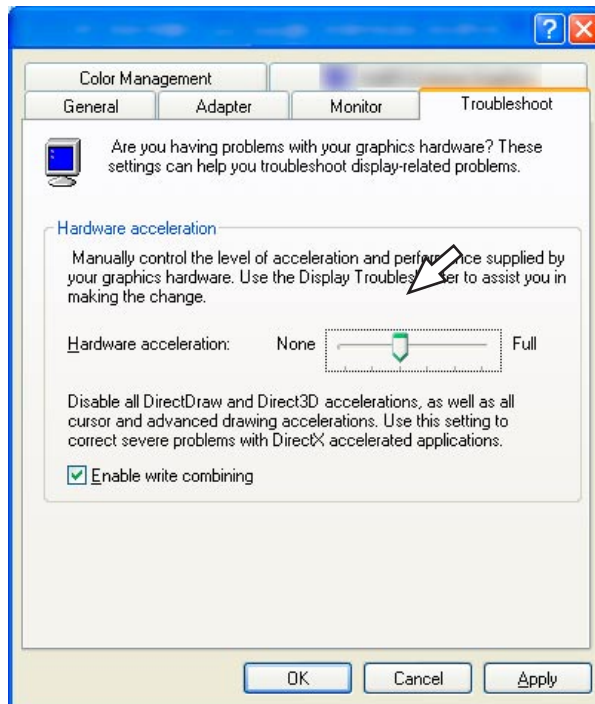 Color Management
General Adapter Monitor Troubleshoot
Are you having problems with your graphics hardware? These
settings can help you troubleshoot display-related problems.
Hardware acceleration
Manually control the level of acceleration and performance supplied by
your graphics hardware. Use the Display Troubleshooter to assist you in
making the change.
Hardware acceleration: None Full
Disable all DirectDraw and Direct3D accelerations, as well as all
cursor and advanced drawing accelerations. Use this setting to
correct severe problems with DirectX accelerated applications.
Enable write combining
OK Cancel Apply